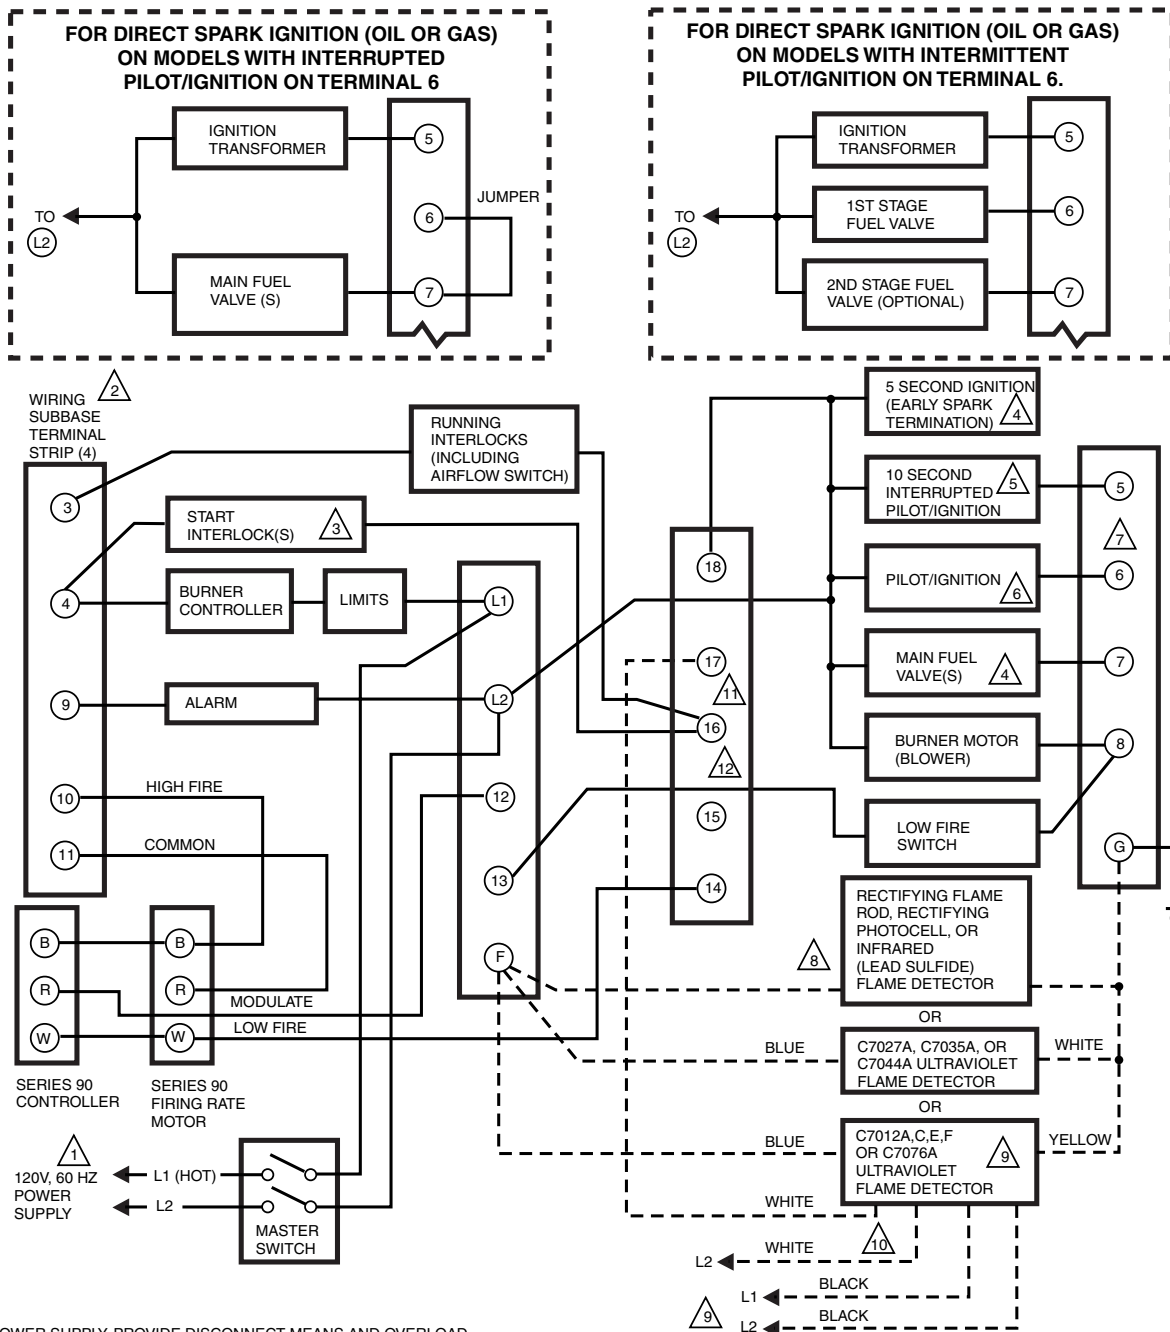 FOR DIRECT SPARK IGNITION (OIL OR GAS)
ON MODELS WITH INTERRUPTED
PILOT/IGNITION ON TERMINAL 6
IGNITION
TRANSFORMER
5
6
JUMPER
TO
L2
MAIN FUEL
VALVE (S)
7
FOR DIRECT SPARK IGNITION (OIL OR GAS)
ON MODELS WITH INTERMITTENT
PILOT/IGNITION ON TERMINAL 6.
IGNITION
TRANSFORMER
5
1ST STAGE
FUEL VALVE
6
TO
L2
2ND STAGE FUEL
VALVE (OPTIONAL)
7
WIRING
SUBBASE
TERMINAL
STRIP (4)
2
3
4
9
10
11
RUNNING
INTERLOCKS
(INCLUDING
AIRFLOW SWITCH)
START
INTERLOCK(S)
3
BURNER
CONTROLLER
LIMITS
ALARM
HIGH FIRE
COMMON
L1
L2
12
13
F
18
17
11
16
12
15
14
5 SECOND IGNITION
(EARLY SPARK
TERMINATION)
4
10 SECOND
INTERRUPTED
PILOT/IGNITION
5
PILOT/IGNITION
6
MAIN FUEL
VALVE(S)
4
BURNER MOTOR
(BLOWER)
LOW FIRE
SWITCH
5
7
6
7
8
G
B
R
W
B
R
W
MODULATE
LOW FIRE
SERIES 90
CONTROLLER
SERIES 90
FIRING RATE
MOTOR
8
RECTIFYING FLAME
ROD, RECTIFYING
PHOTOCELL, OR
INFRARED
(LEAD SULFIDE)
FLAME DETECTOR
OR
BLUE
C7027A, C7035A, OR
C7044A ULTRAVIOLET
FLAME DETECTOR
WHITE
OR
BLUE
C7012A,C,E,F
OR C7076A
ULTRAVIOLET
FLAME DETECTOR
9
YELLOW
1
120V, 60 HZ
POWER
SUPPLY
L1 (HOT)
L2
MASTER
SWITCH
WHITE
10
L2
WHITE
L1
BLACK
9
L2
BLACK
OWER SUPPLY, PROVIDE DISCONNECT MEANS AND OVERLOAD